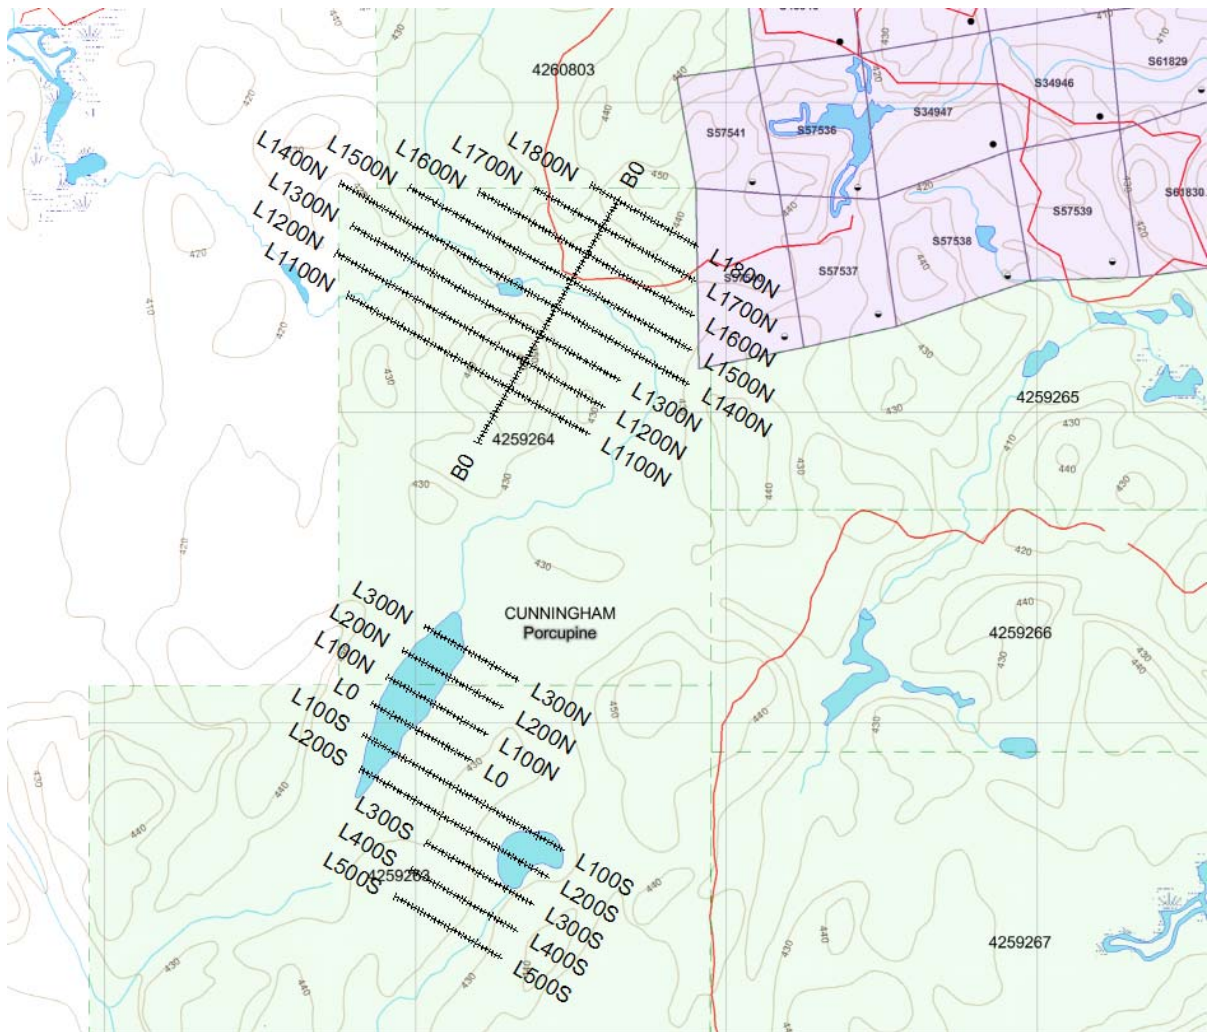 S61829
S34946
S34947
4260803
S57541
S57536
S61830
S57539
S57538
S57537
L1800N
L1700N
L1600N
L1500N
L1400N
L1300N
L1200N
L1100N
B0
L1800N
L1700N
L1600N
L1500N
L1400N
L1300N
L1200N
L1100N
B0
4259264
4259265
CUNNINGHAM
Porcupine
4259266
L300N
L200N
L100N
L0
L100S
L200S
L300N
L200N
L100N
L0
L300S
L400S
L500S
4259263
L100S
L200S
L300S
L400S
L500S
4259267
410
420
430
440
450